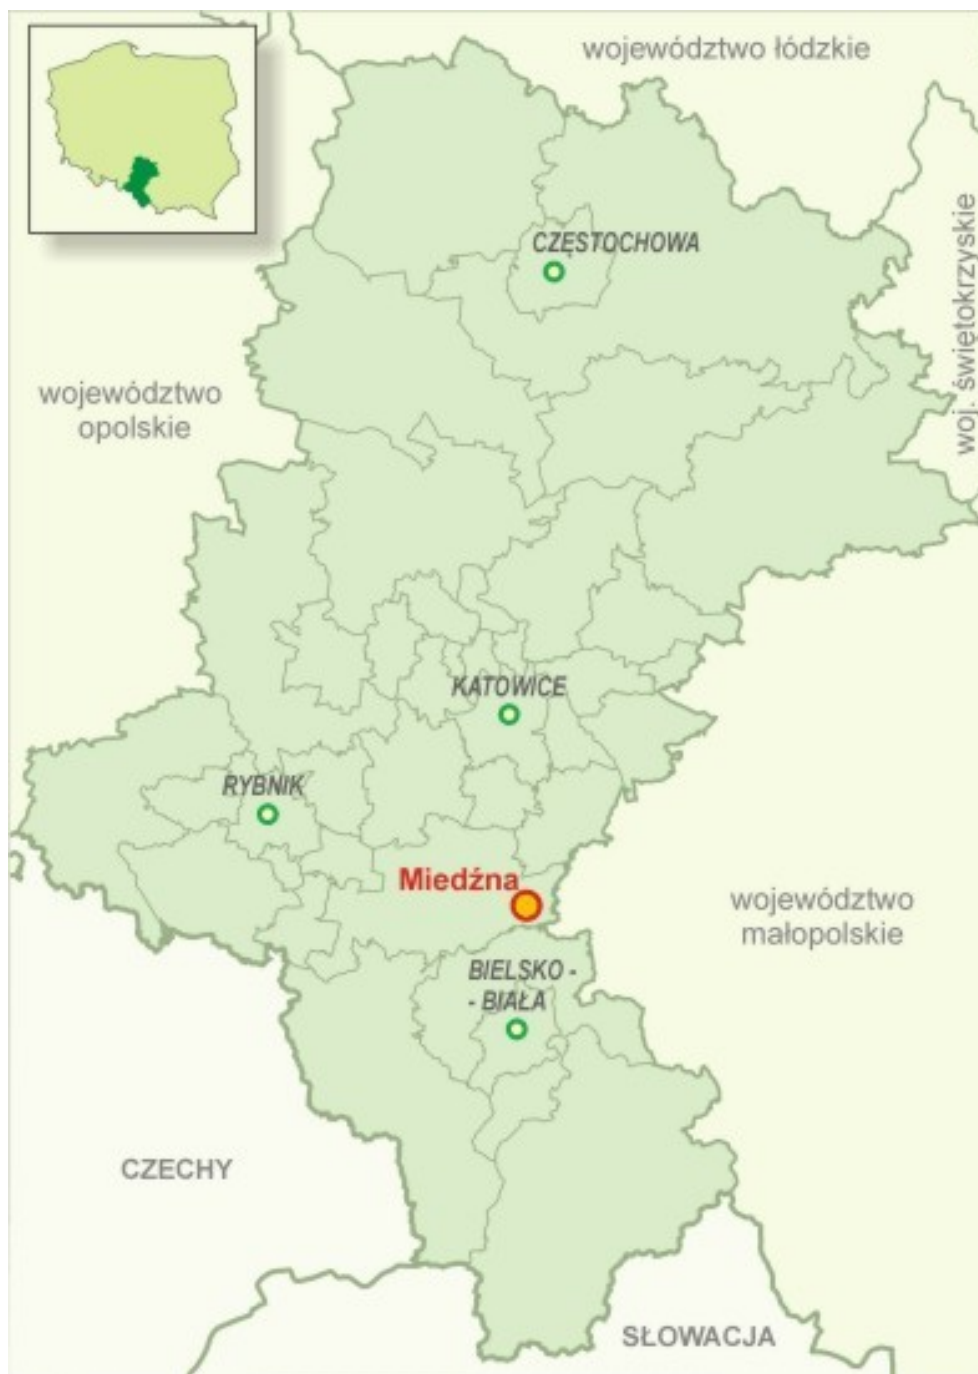 województwo łódzkie
woj. świętokrzyskie
CZĘSTOCHOWA
województwo
opolskie
KATOWICE
RYBNIK
Miedźna
województwo
małopolskie
BIELSKO -
- BIAŁA
CZECHY
SŁOWACJA